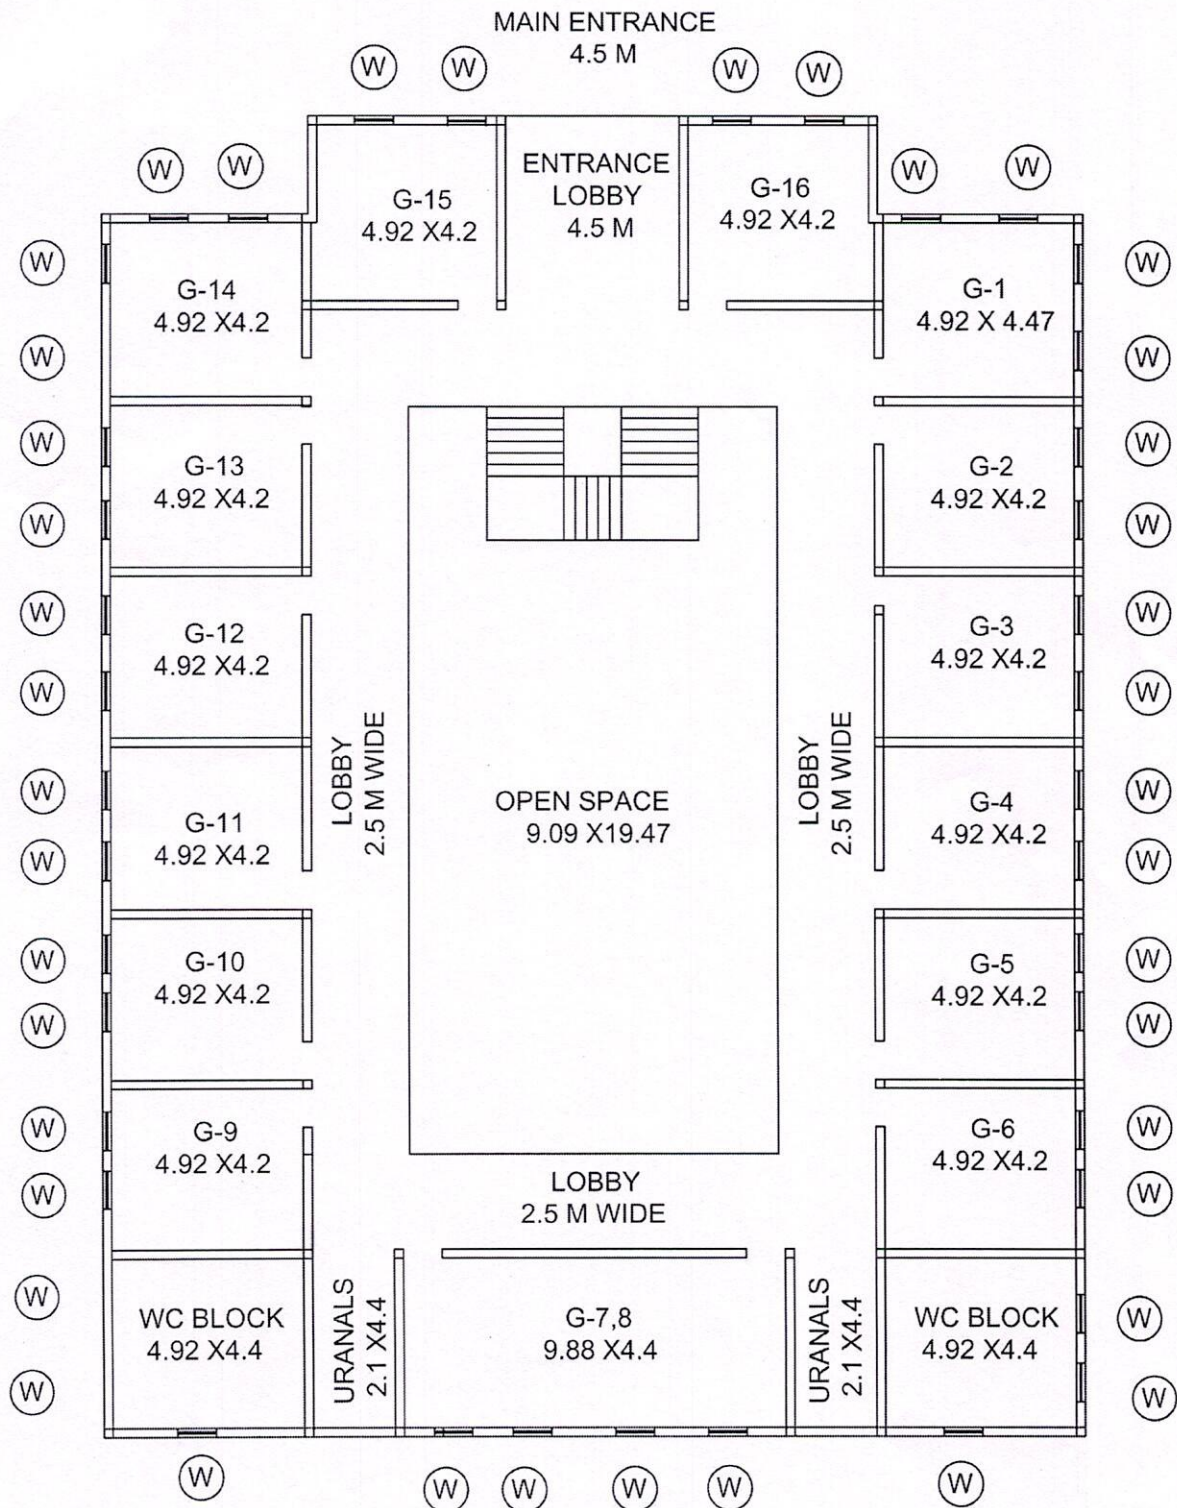 MAIN ENTRANCE
4.5 M
W W W W
ENTRANCE
LOBBY
4.5 M
G-15
4.92 X4.2
G-16
4.92 X4.2
W W W W
G-14
4.92 X4.2
G-1
4.92 X 4.47
W W
W W
G-13
4.92 X4.2
G-2
4.92 X4.2
W W
W W
G-12
4.92 X4.2
G-3
4.92 X4.2
W W
W W
LOBBY
2.5 M WIDE
OPEN SPACE
9.09 X19.47
LOBBY
2.5 M WIDE
G-11
4.92 X4.2
G-4
4.92 X4.2
W W
W W
G-10
4.92 X4.2
G-5
4.92 X4.2
W W
W W
G-9
4.92 X4.2
G-6
4.92 X4.2
W W
W W
LOBBY
2.5 M WIDE
WC BLOCK
4.92 X4.4
URANALS
2.1 X4.4
G-7,8
9.88 X4.4
URANALS
2.1 X4.4
WC BLOCK
4.92 X4.4
W W
W W
W W W W W W